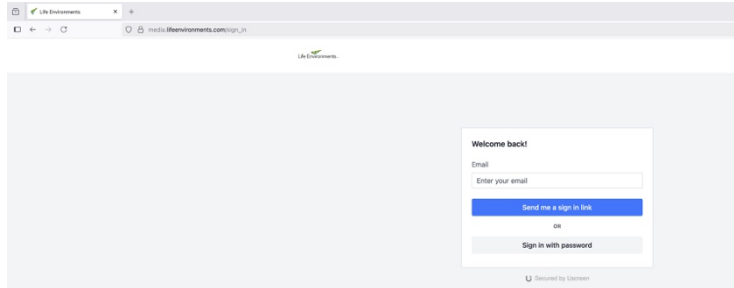 Life Environments
media.lifeenvironments.com/sign_in
Life Environments
Welcome back!
Email
Enter your email
Send me a sign in link
OR
Sign in with password
Secured by Uscreen